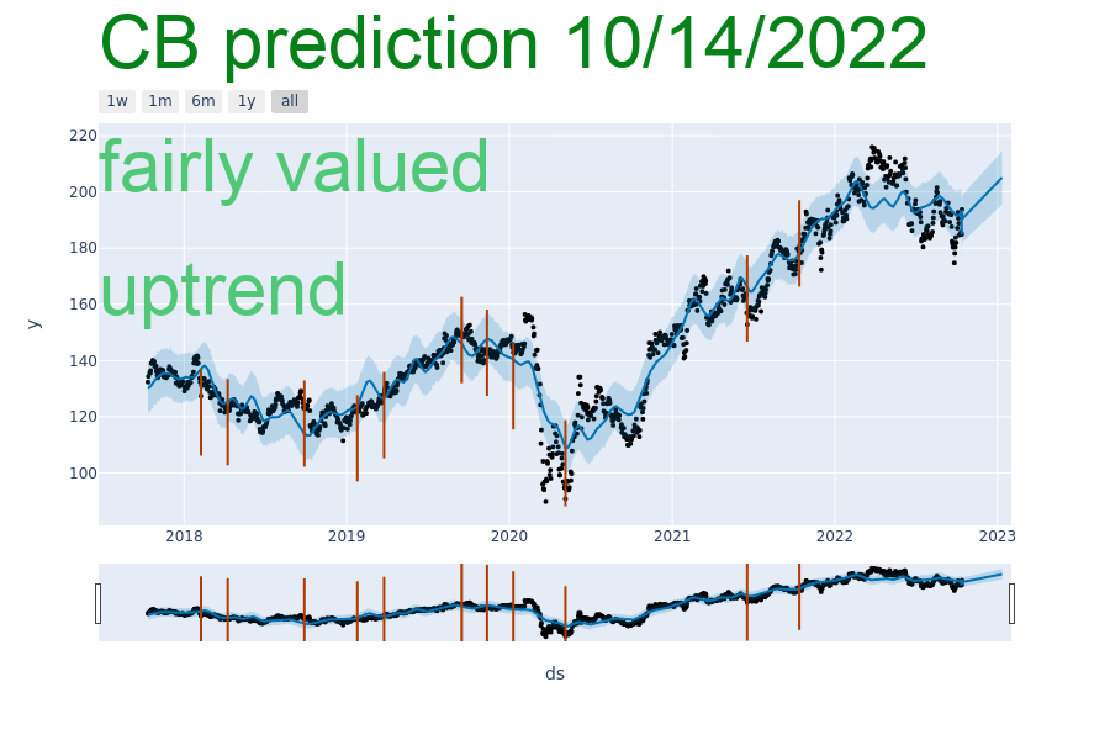 CB prediction 10/14/2022
1w 1m 6m 1y all
220
fairly valued
200
180
uptrend
160
y
140
120
100
2018 2019 2020 2021 2022 2023
ds